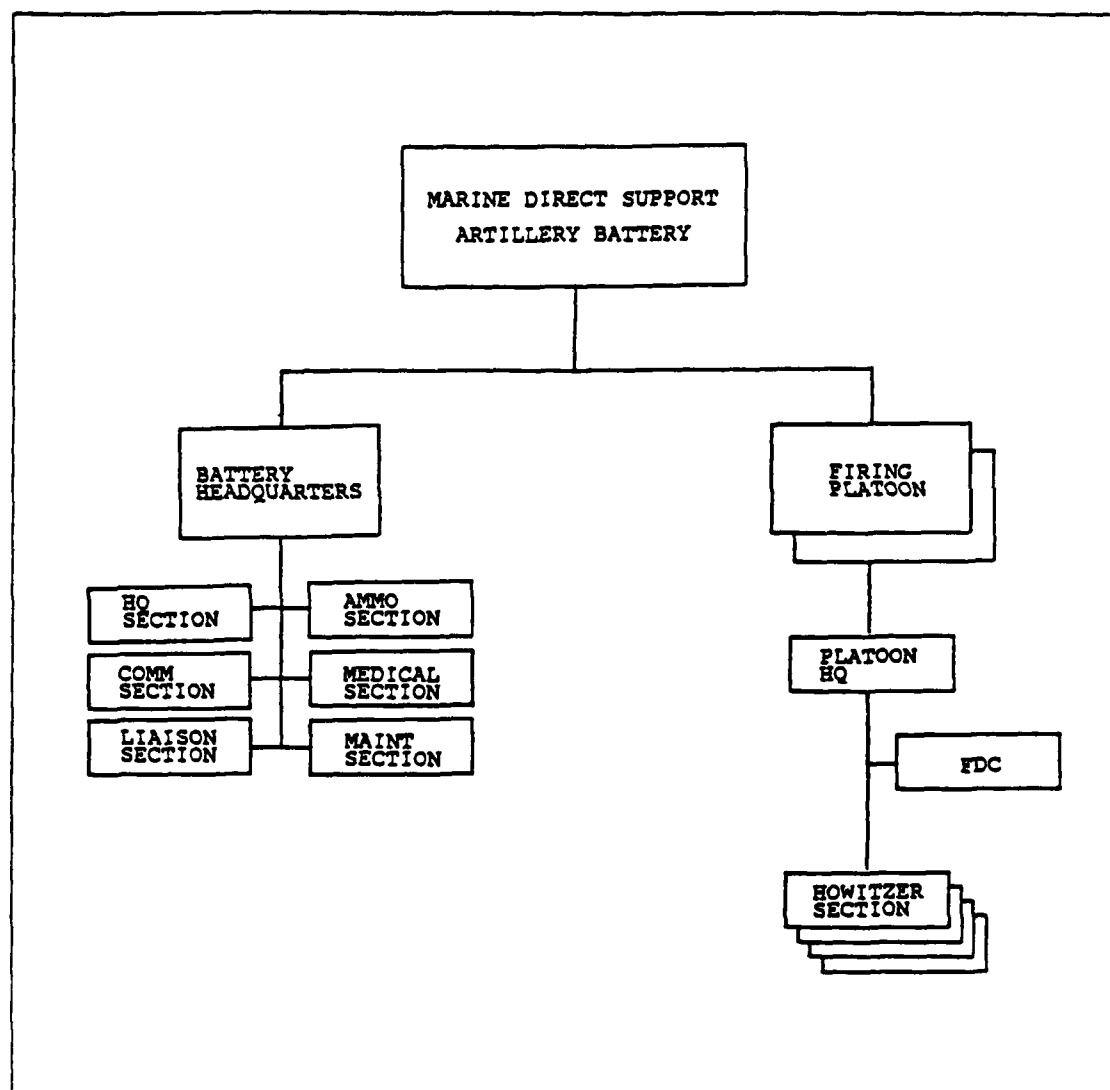 MARINE DIRECT SUPPORT
ARTILLERY BATTERY
BATTERY
HEADQUARTERS
FIRING
PLATOON
HQ
SECTION
AMMO
SECTION
COMM
SECTION
MEDICAL
SECTION
LIAISON
SECTION
MAINT
SECTION
PLATOON
HQ
FDC
HOWITZER
SECTION